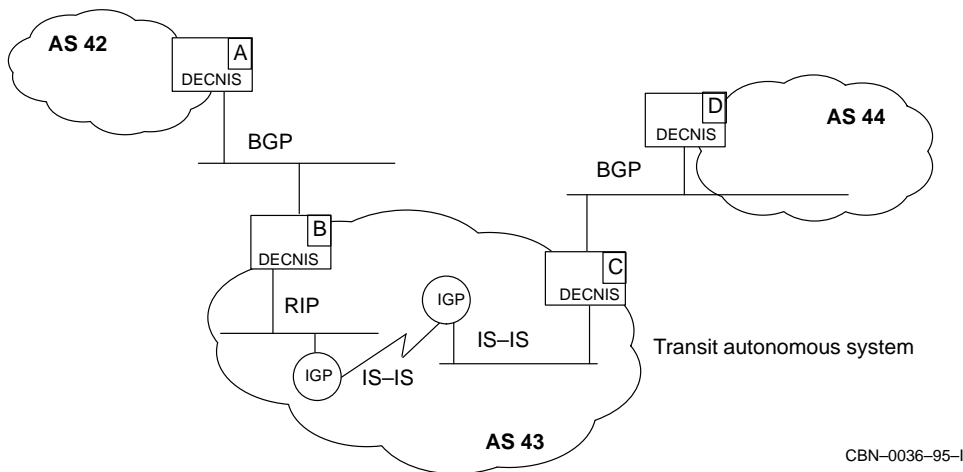 AS 42
A
DECNIS
BGP
D
DECNIS
AS 44
BGP
B
DECNIS
C
DECNIS
RIP
IGP
IS–IS
IGP
IS–IS
Transit autonomous system
AS 43
CBN–0036–95–I